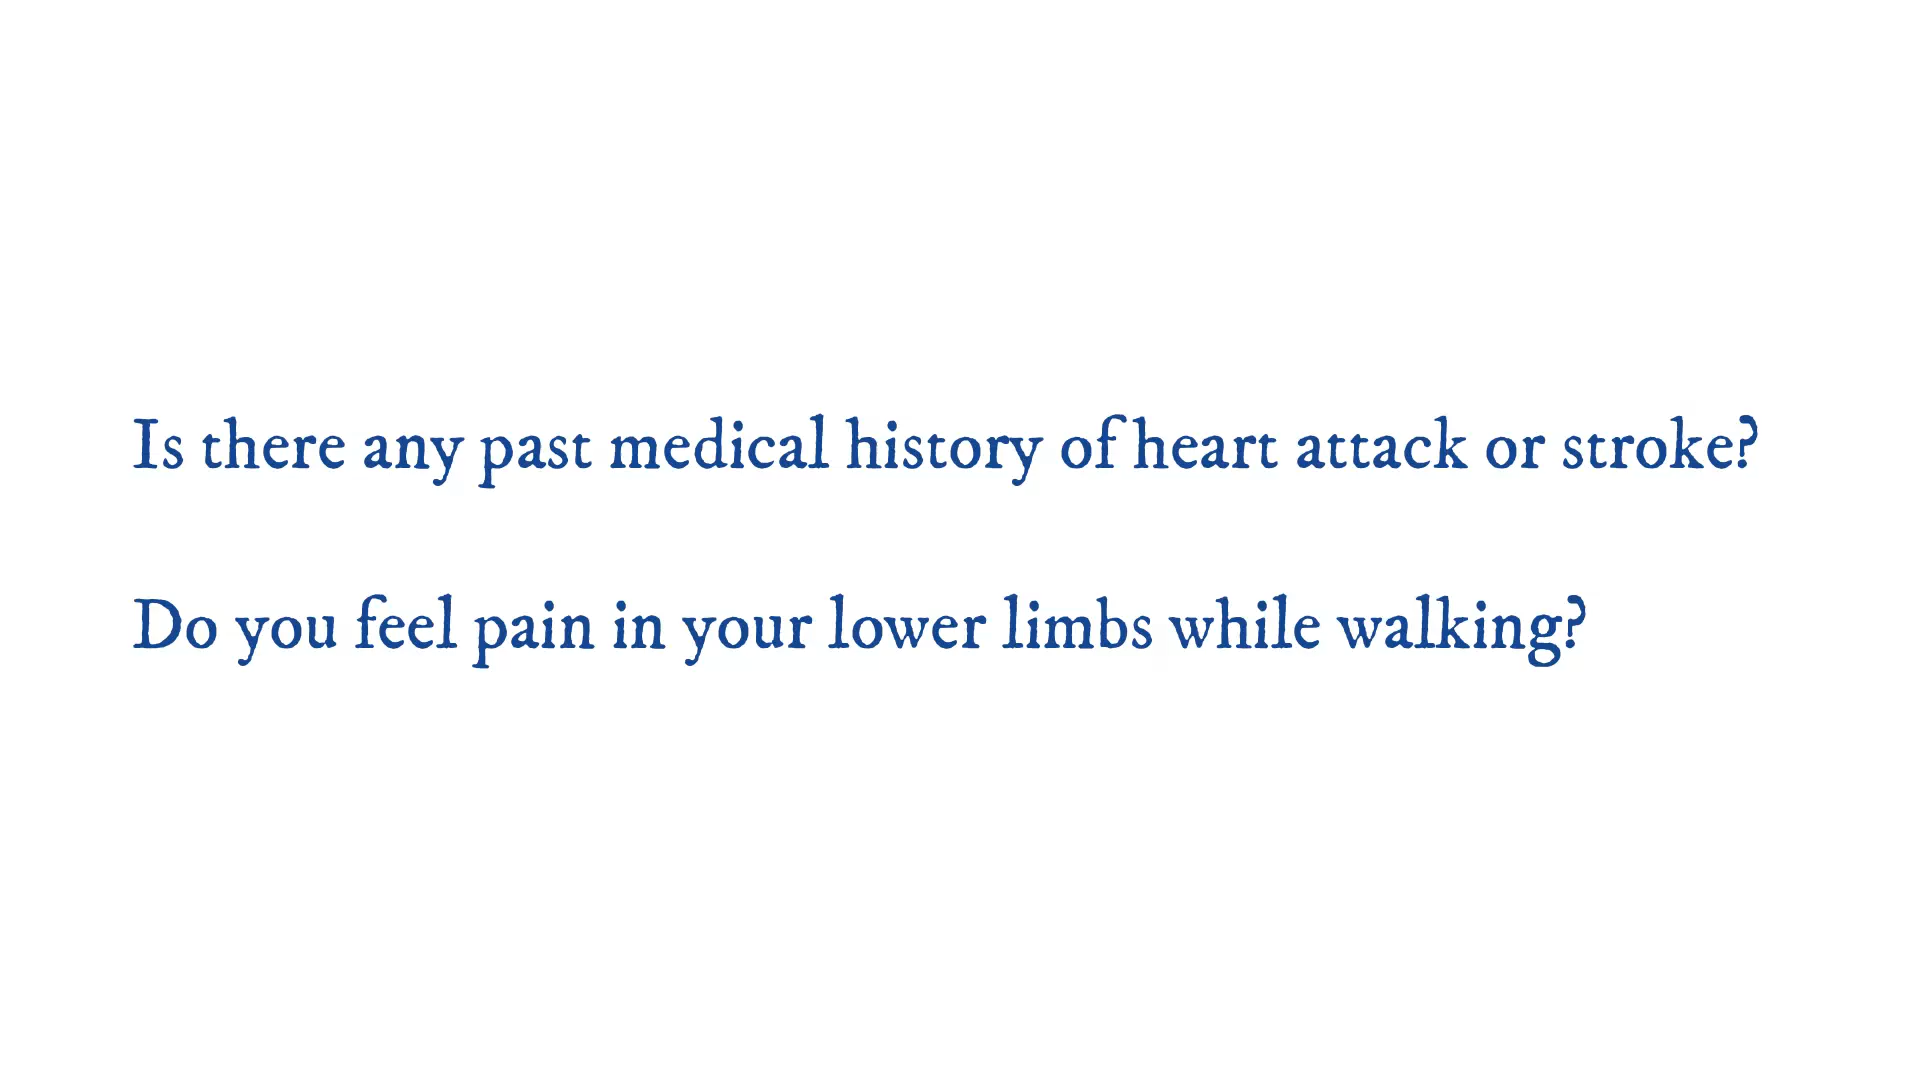 Is there any past medical history of heart attack or stroke?
Do you feel pain in your lower limbs while walking?